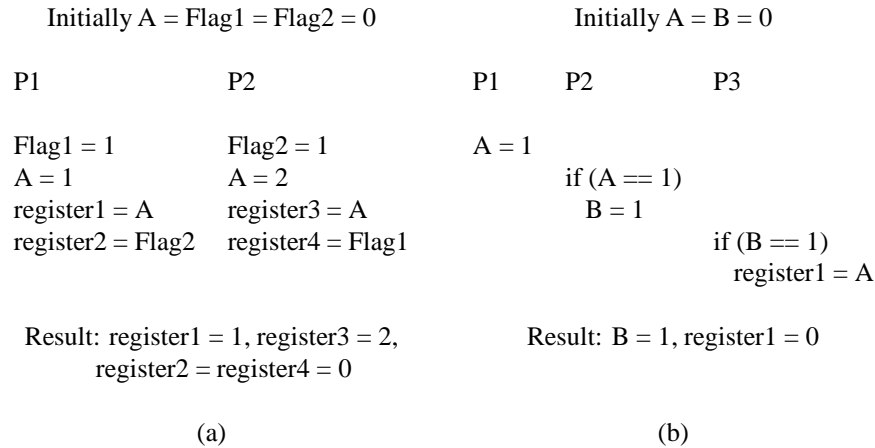 Initially A = Flag1 = Flag2 = 0
P1 P2
Flag1 = 1 Flag2 = 1
A = 1 A = 2
register1 = A register3 = A
register2 = Flag2 register4 = Flag1
Result: register1 = 1, register3 = 2,
register2 = register4 = 0
(a)
Initially A = B = 0
P1 P2 P3
A = 1
if (A == 1)
B = 1
if (B == 1)
register1 = A
Result: B = 1, register1 = 0
(b)